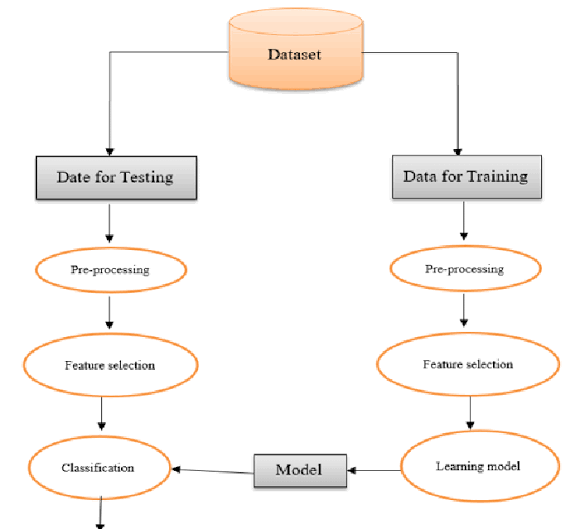 Dataset
Date for Testing
Data for Training
Pre-processing
Pre-processing
Feature selection
Feature selection
Classification
Model
Learning model